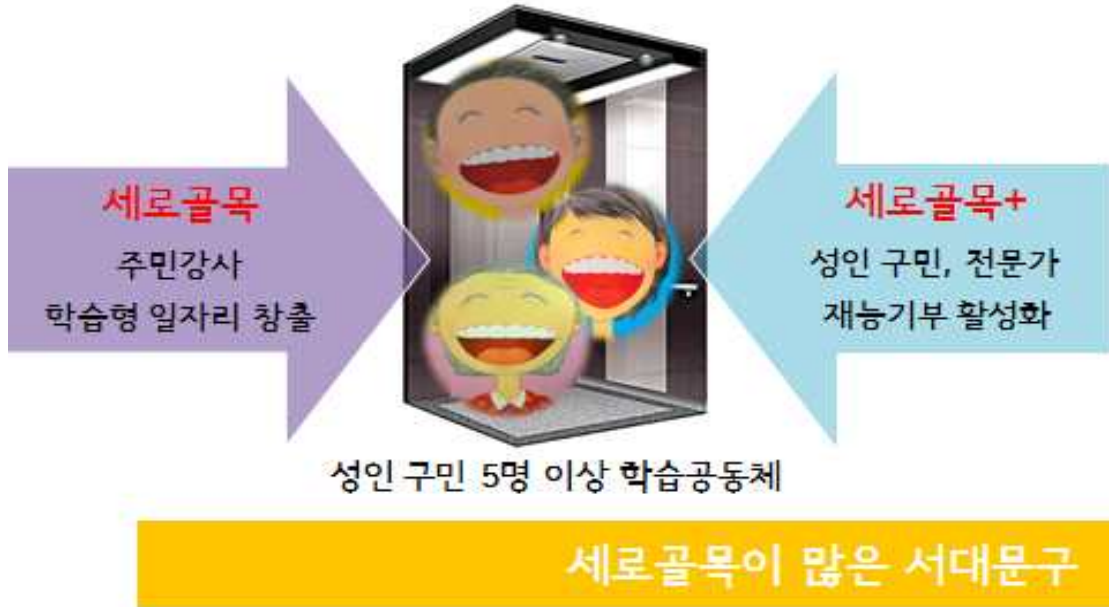 세로골목
주민강사
학습형 일자리 창출
세로골목+
성인 구민, 전문가
재능기부 활성화
성인 구민 5명 이상 학습공동체
세로골목이 많은 서대문구